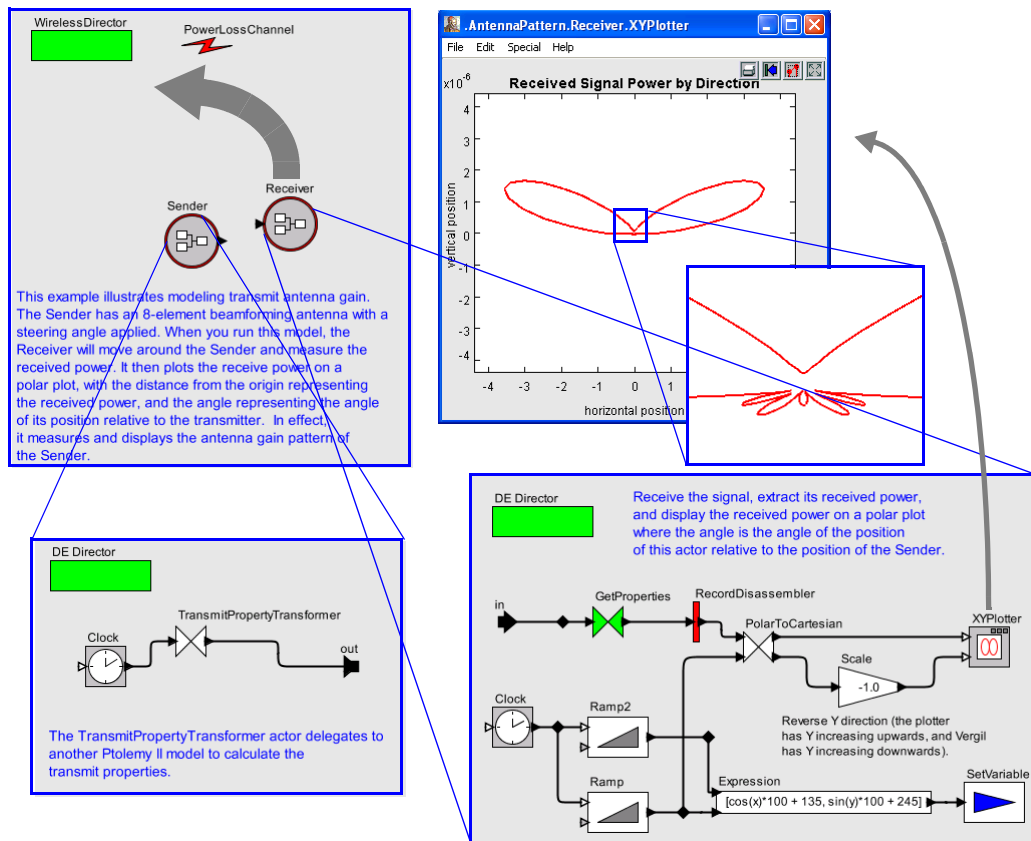 WirelessDirector
PowerLossChannel
Sender
Receiver
This example illustrates modeling transmit antenna gain.
The Sender has an 8-element beamforming antenna with a
steering angle applied. When you run this model, the
Receiver will move around the Sender and measure the
received power. It then plots the receive power on a
polar plot, with the distance from the origin representing
the received power, and the angle representing the angle
of its position relative to the transmitter. In effect,
it measures and displays the antenna gain pattern of
the Sender.
.AntennaPattern.Receiver.XYPlotter
File Edit Special Help
x10-6
Received Signal Power by Direction
vertical position
4
3
2
1
0
-1
-2
-3
-4
-4 -3 -2 -1 0 1
horizontal position
DE Director
Clock
TransmitPropertyTransformer
out
The TransmitPropertyTransformer actor delegates to
another Ptolemy II model to calculate the
transmit properties.
DE Director
Receive the signal, extract its received power,
and display the received power on a polar plot
where the angle is the angle of the position
of this actor relative to the position of the Sender.
in
GetProperties
RecordDisassembler
PolarToCartesian
XYPlotter
Scale
-1.0
Clock
Ramp2
Ramp
Reverse Y direction (the plotter
has Y increasing upwards, and Vergil
has Y increasing downwards).
Expression
[cos(x)*100 + 135, sin(y)*100 + 245]
SetVariable